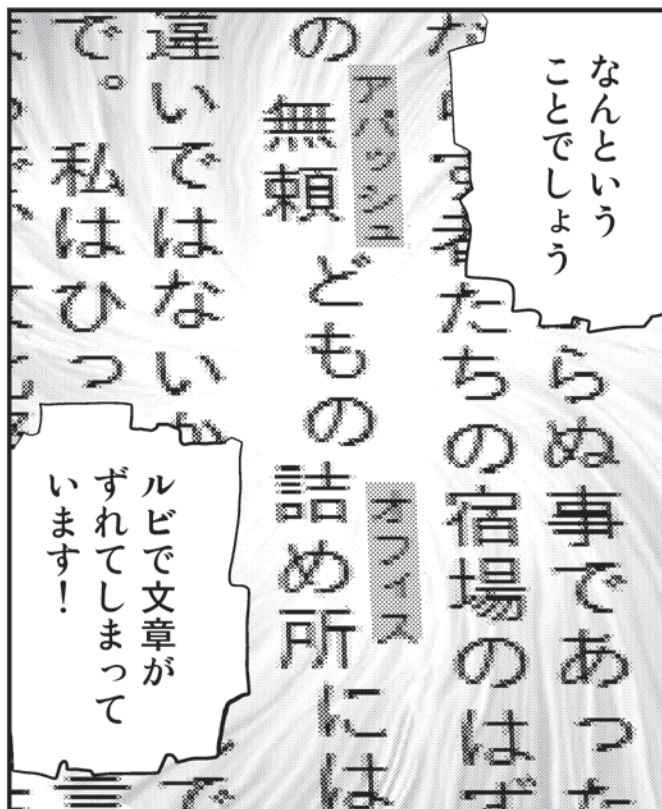 なんという
ことでしょう
らぬ事であった
者たちの宿場のはず
アパッシュ
オフィス
の無頼どもの詰め所には
違いではないか
で。私はひっ
ルビで文章が
ずれてしまって
います！